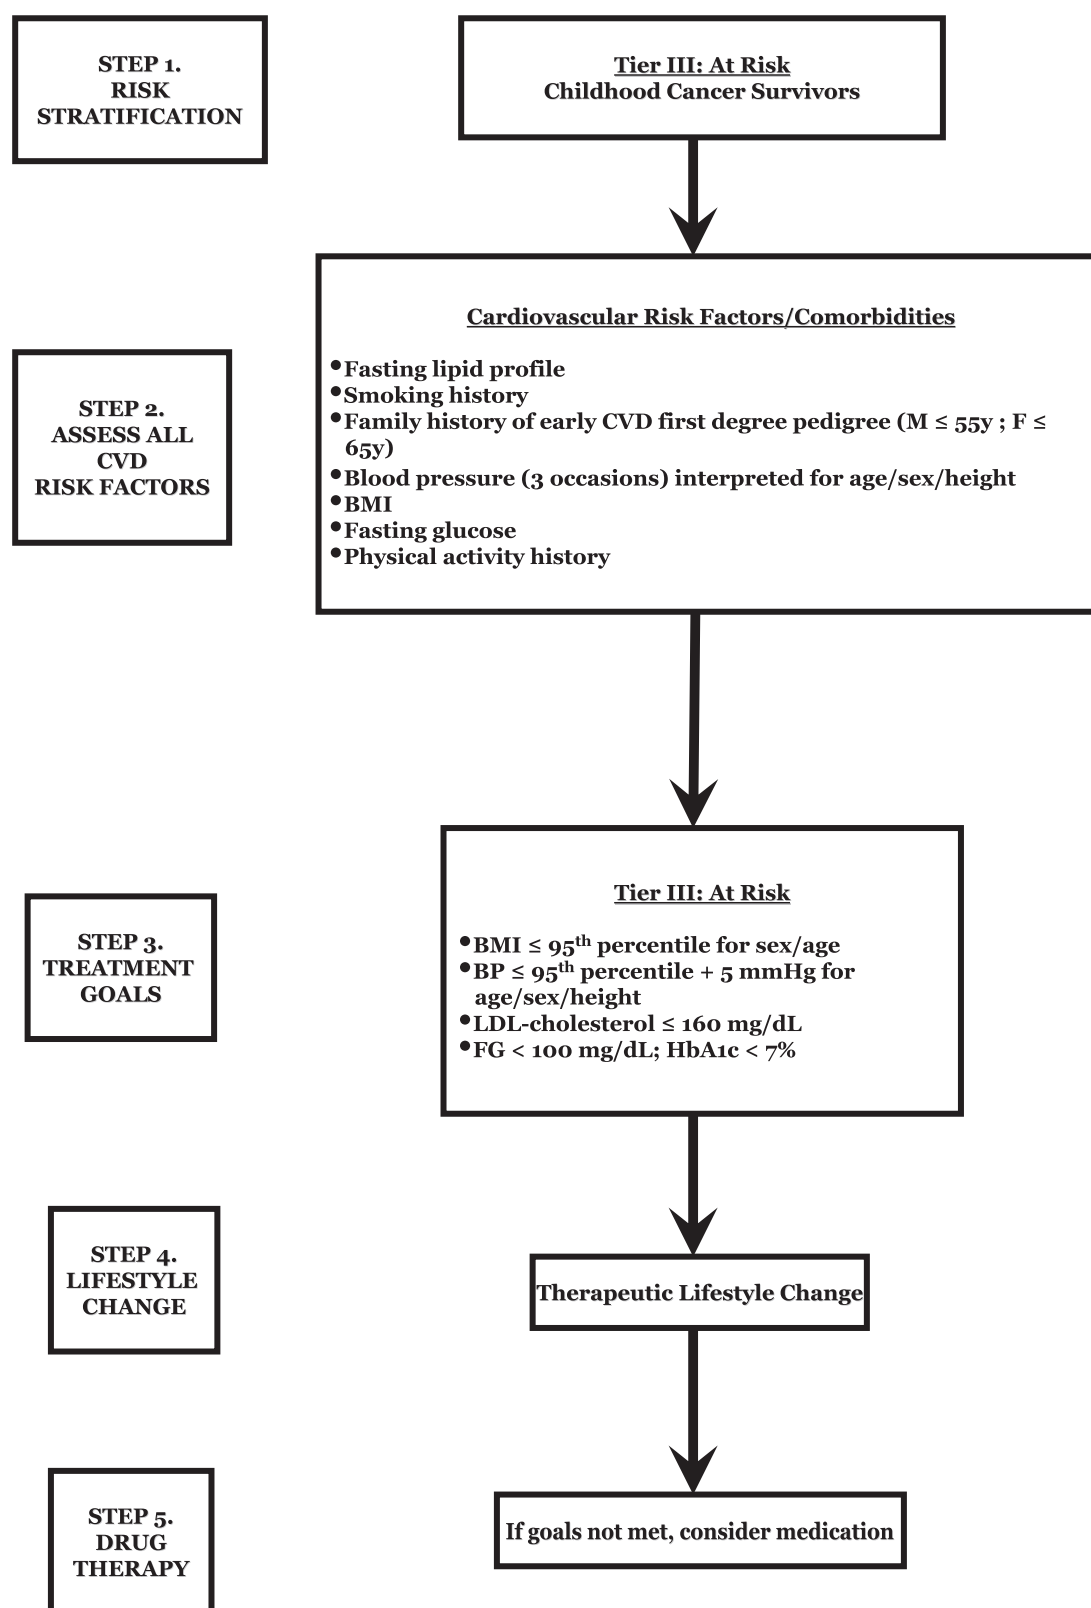 STEP 1.
RISK
STRATIFICATION
Tier III: At Risk
Childhood Cancer Survivors
STEP 2.
ASSESS ALL
CVD
RISK FACTORS
Cardiovascular Risk Factors/Comorbidities
•Fasting lipid profile
•Smoking history
•Family history of early CVD first degree pedigree (M ≤ 55y ; F ≤
65y)
•Blood pressure (3 occasions) interpreted for age/sex/height
•BMI
•Fasting glucose
•Physical activity history
STEP 3.
TREATMENT
GOALS
Tier III: At Risk
•BMI ≤ 95th percentile for sex/age
•BP ≤ 95th percentile + 5 mmHg for
age/sex/height
•LDL-cholesterol ≤ 160 mg/dL
•FG < 100 mg/dL; HbA1c < 7%
STEP 4.
LIFESTYLE
CHANGE
Therapeutic Lifestyle Change
STEP 5.
DRUG
THERAPY
If goals not met, consider medication